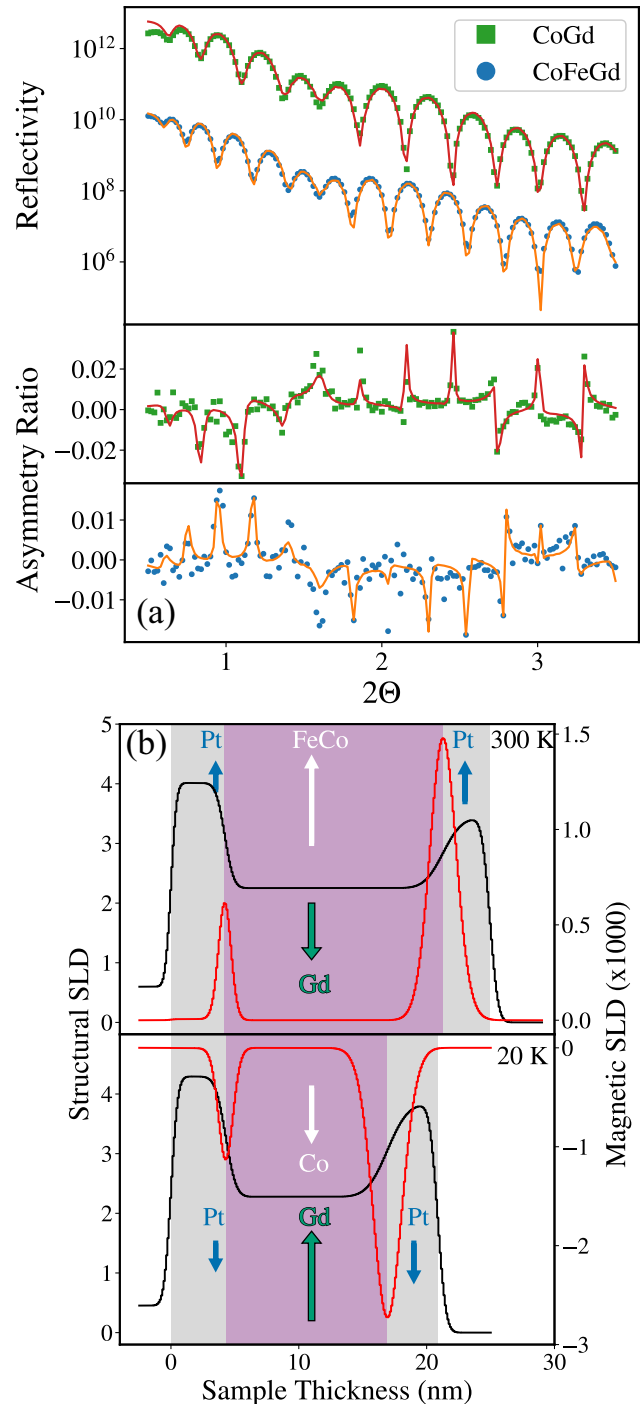 CoGd
CoFeGd
Reflectivity
10¹²
10¹⁰
10⁸
10⁶
Asymmetry Ratio
0.02
0.00
−0.02
0.01
0.00
−0.01
(a)
1 2 3
2Θ
(b)
Pt FeCo Pt 300 K
Gd
5
4
3
2
1
0
1.5
1.0
0.5
0.0
Structural SLD
Magnetic SLD (x1000)
20 K
Co
Pt Gd Pt
4
3
2
1
0
0
−1
−2
−3
0 10 20 30
Sample Thickness (nm)